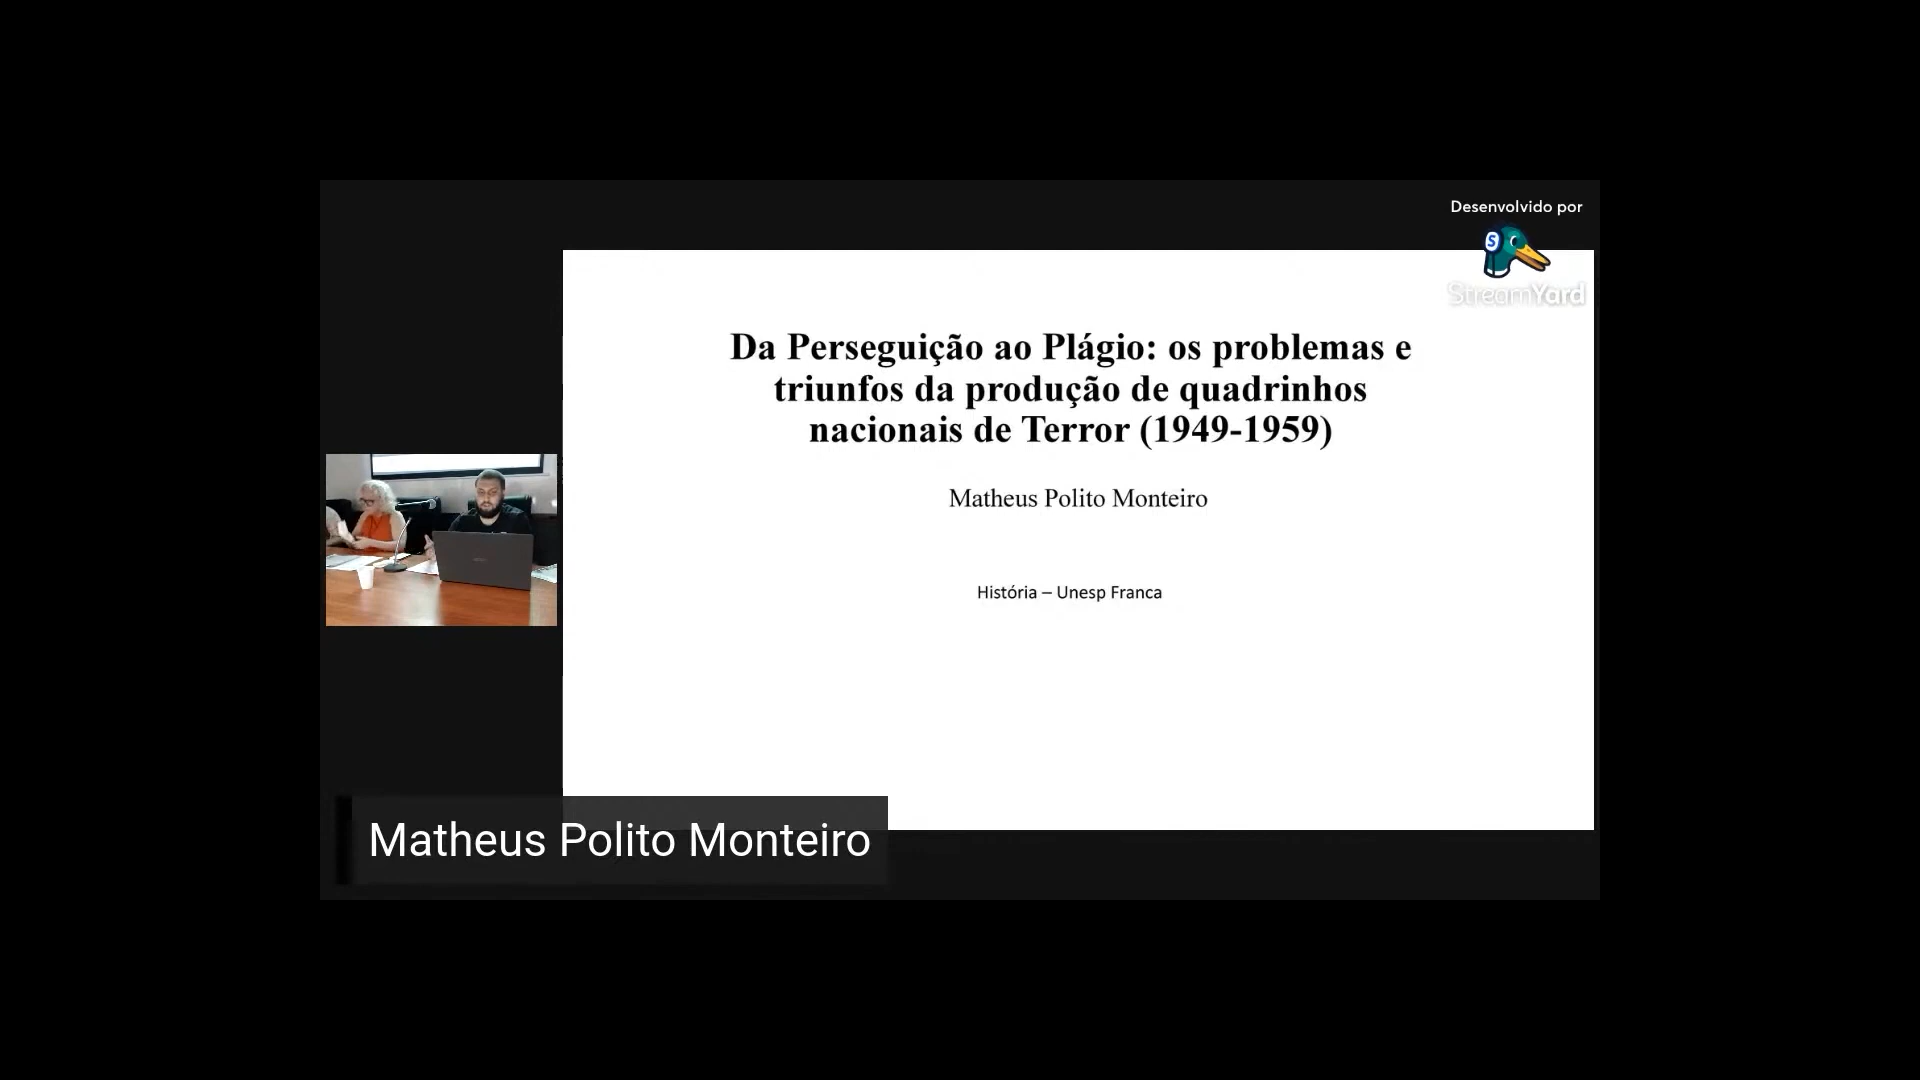 Desenvolvido por
StreamYard
Da Perseguição ao Plágio: os problemas e
triunfos da produção de quadrinhos
nacionais de Terror (1949-1959)
Matheus Polito Monteiro
História – Unesp Franca
Matheus Polito Monteiro